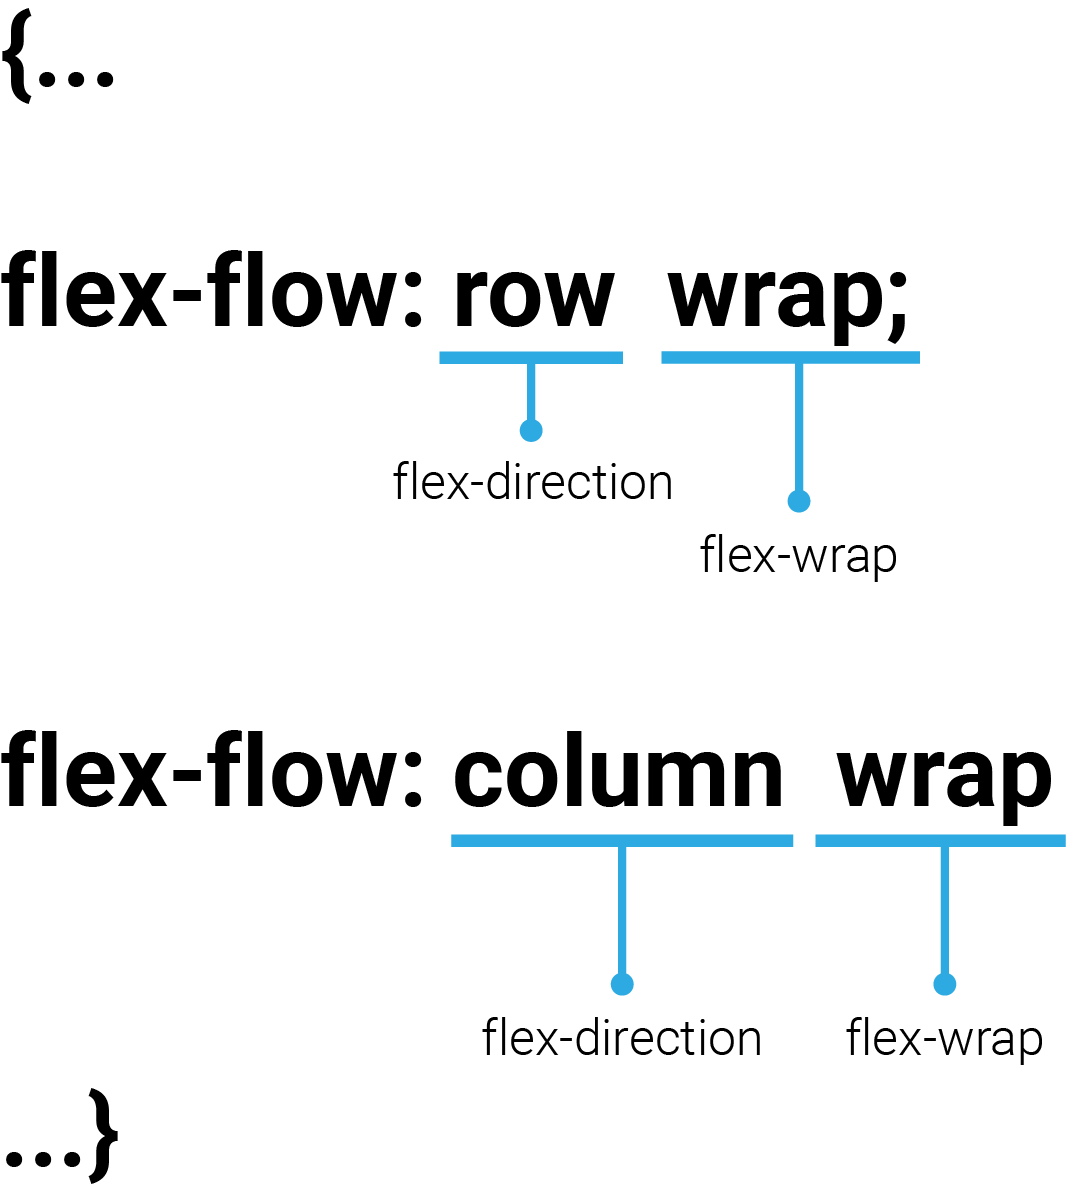 {...
flex-flow: row wrap;
flex-direction
flex-wrap
flex-flow: column wrap
flex-direction flex-wrap
...}